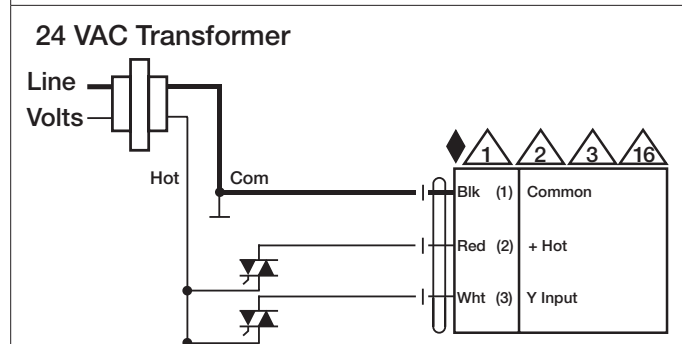 24 VAC Transformer
Line
Volts
Hot
Com
1
2
3
16
Blk (1) Common
Red (2) + Hot
Wht (3) Y Input